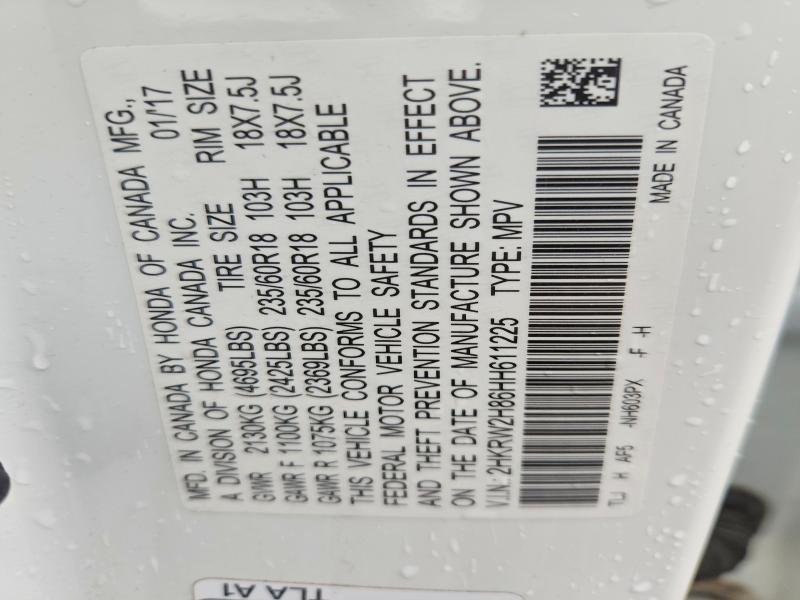 MFD. IN CANADA BY HONDA OF CANADA MFG.,
A DIVISION OF HONDA CANADA INC. 01/17
TIRE SIZE RIM SIZE
GVWR 2130KG (4695LBS)
GAWR F 1100KG (2425LBS) 235/60R18 103H 18X7.5J
GAWR R 1075KG (2369LBS) 235/60R18 103H 18X7.5J
THIS VEHICLE CONFORMS TO ALL APPLICABLE
FEDERAL MOTOR VEHICLE SAFETY
AND THEFT PREVENTION STANDARDS IN EFFECT
ON THE DATE OF MANUFACTURE SHOWN ABOVE.
V.I.N: 2HKRW2H86HH611225 TYPE: MPV
TLJ H AF5 -NH603PX -F -H
MADE IN CANADA
TLA A1